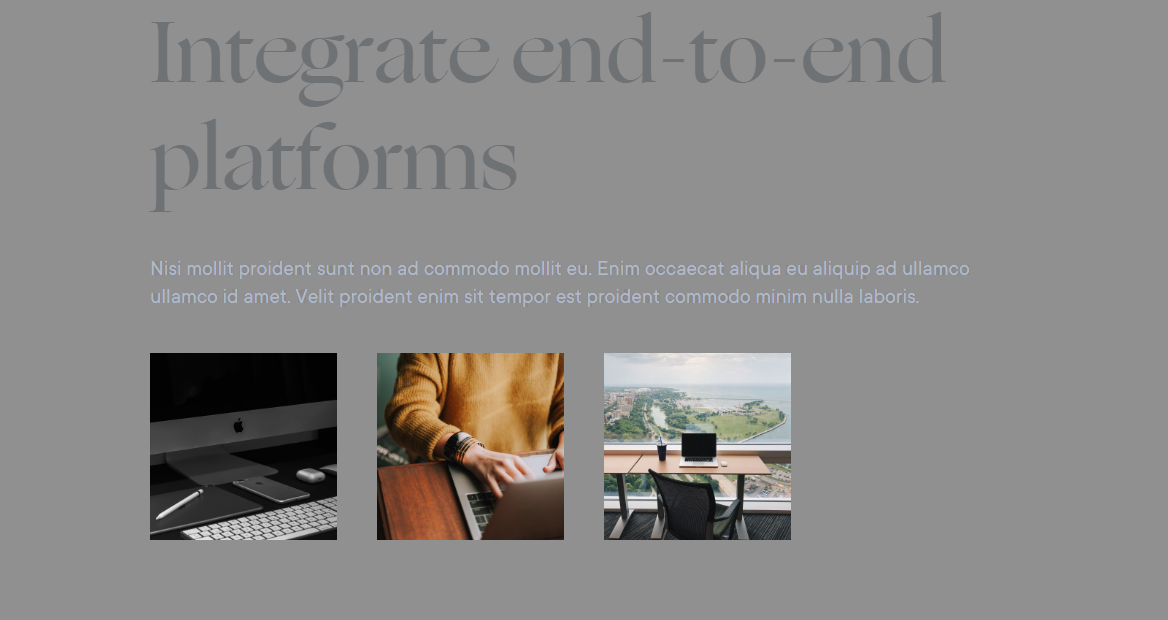 Integrate end-to-end
platforms
Nisi mollit proident sunt non ad commodo mollit eu. Enim occaecat aliqua eu aliquip ad ullamco
ullamco id amet. Velit proident enim sit tempor est proident commodo minim nulla laboris.